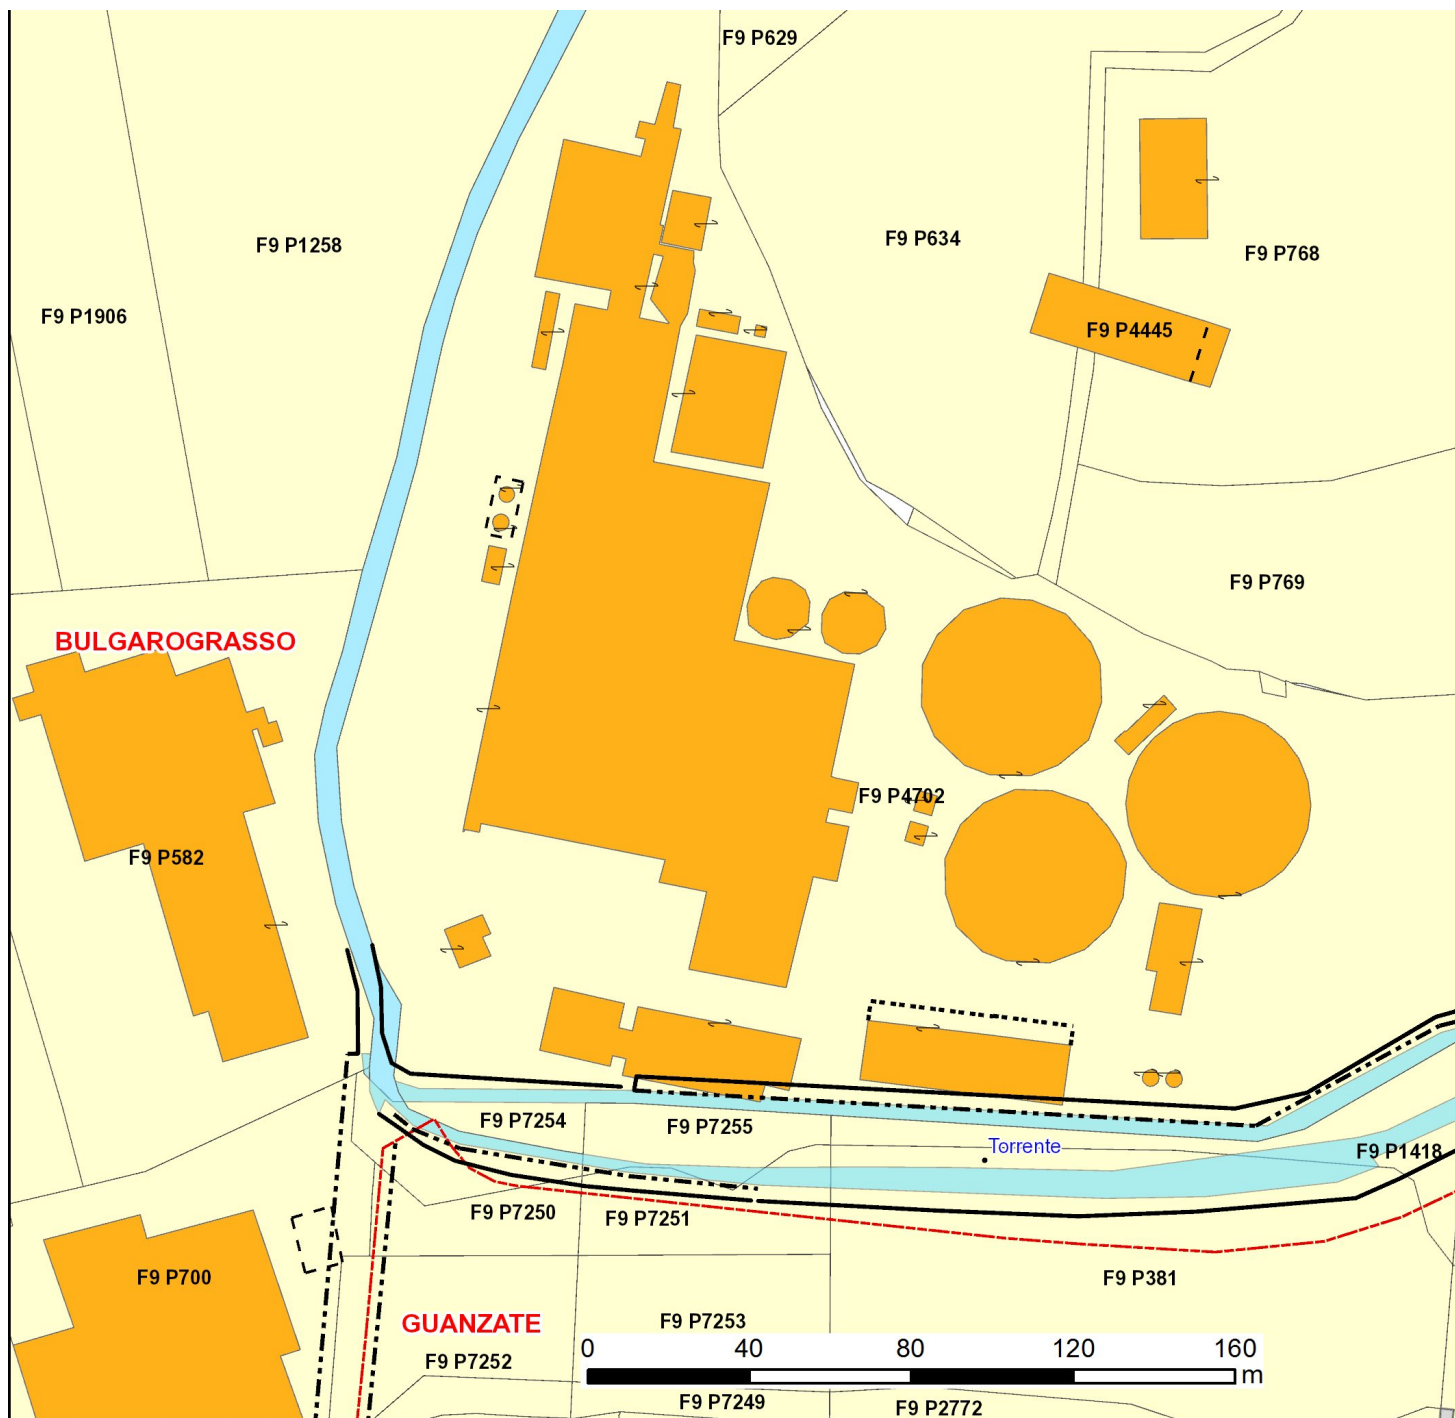 F9 P629
F9 P1258
F9 P634
F9 P768
F9 P1906
F9 P4445
F9 P769
BULGAROGRASSO
F9 P4702
F9 P582
F9 P7254
F9 P7255
Torrente
F9 P1418
F9 P7250
F9 P7251
F9 P700
F9 P381
GUANZATE
F9 P7253
F9 P7252
0 40 80 120 160
m
F9 P7249
F9 P2772